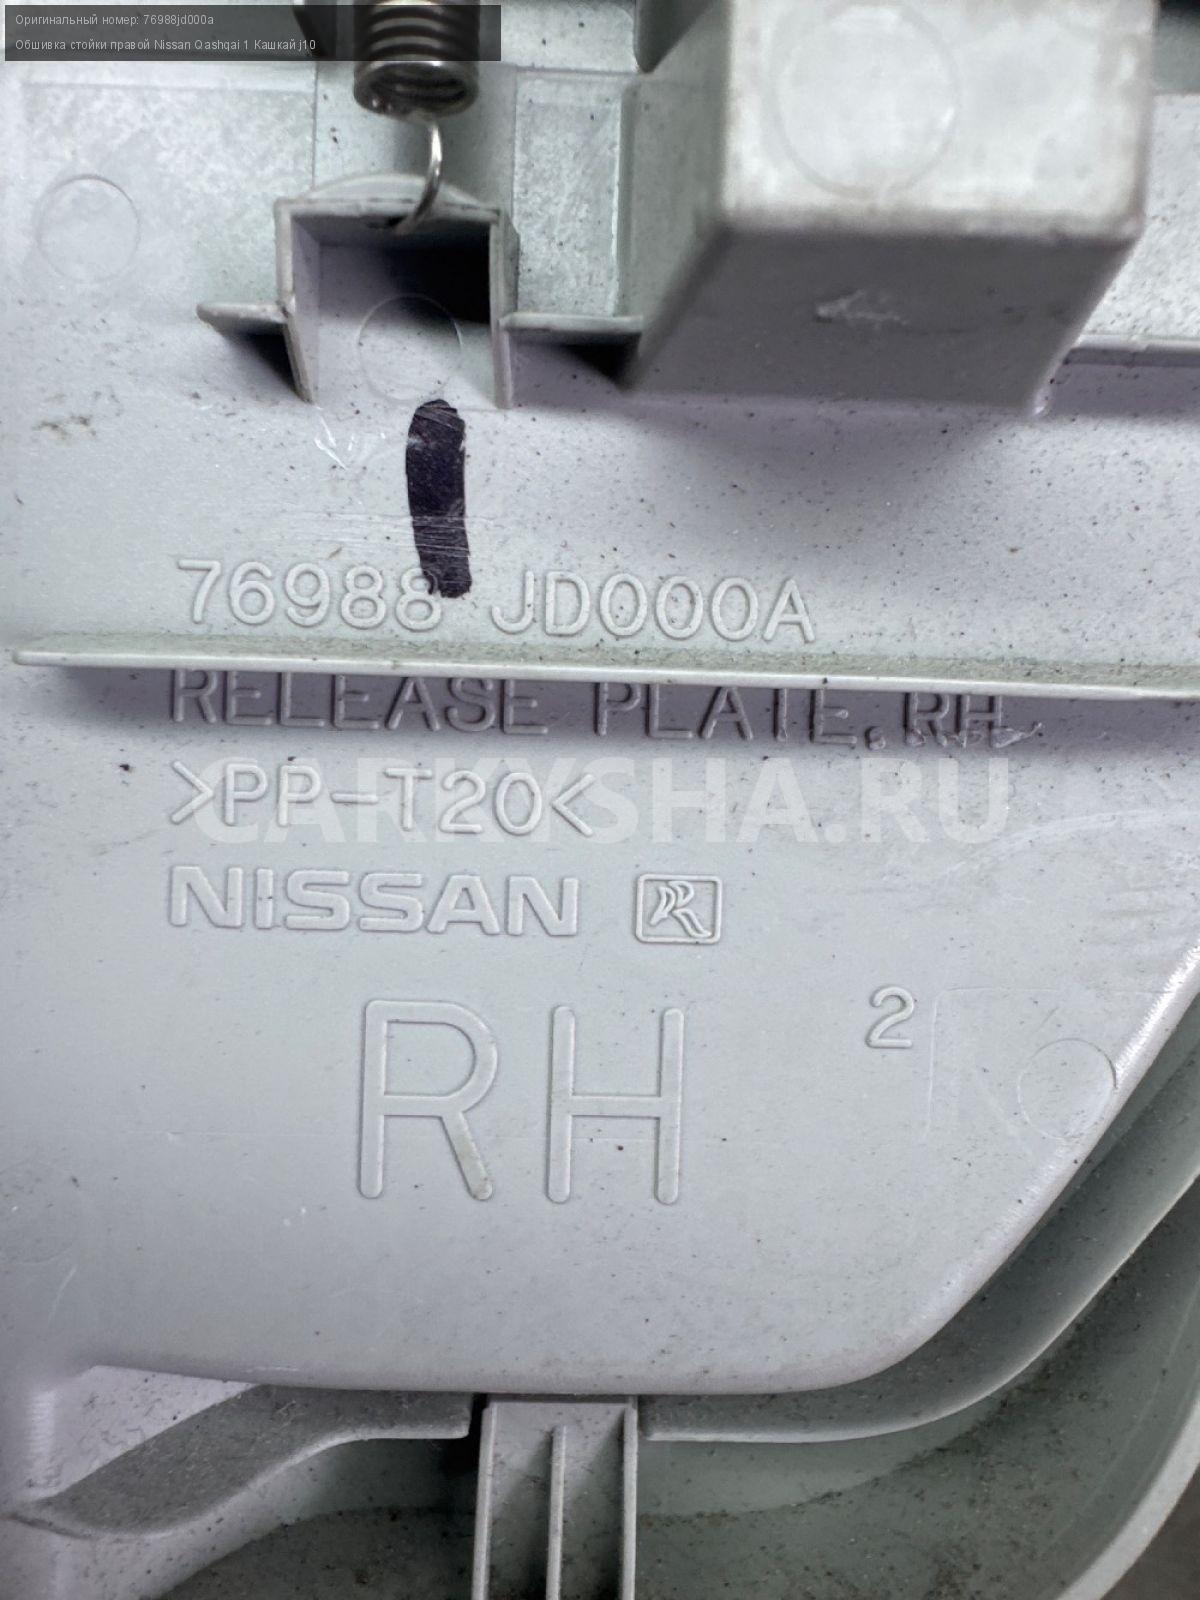 Оригинальный номер: 76988jd000a
Обшивка стойки правой Nissan Qashqai 1 Кашкай j10
76988 JD000A
RELEASE PLATE.RH
>PP-T20<
CARKYSHA.RU
NISSAN
RH
2